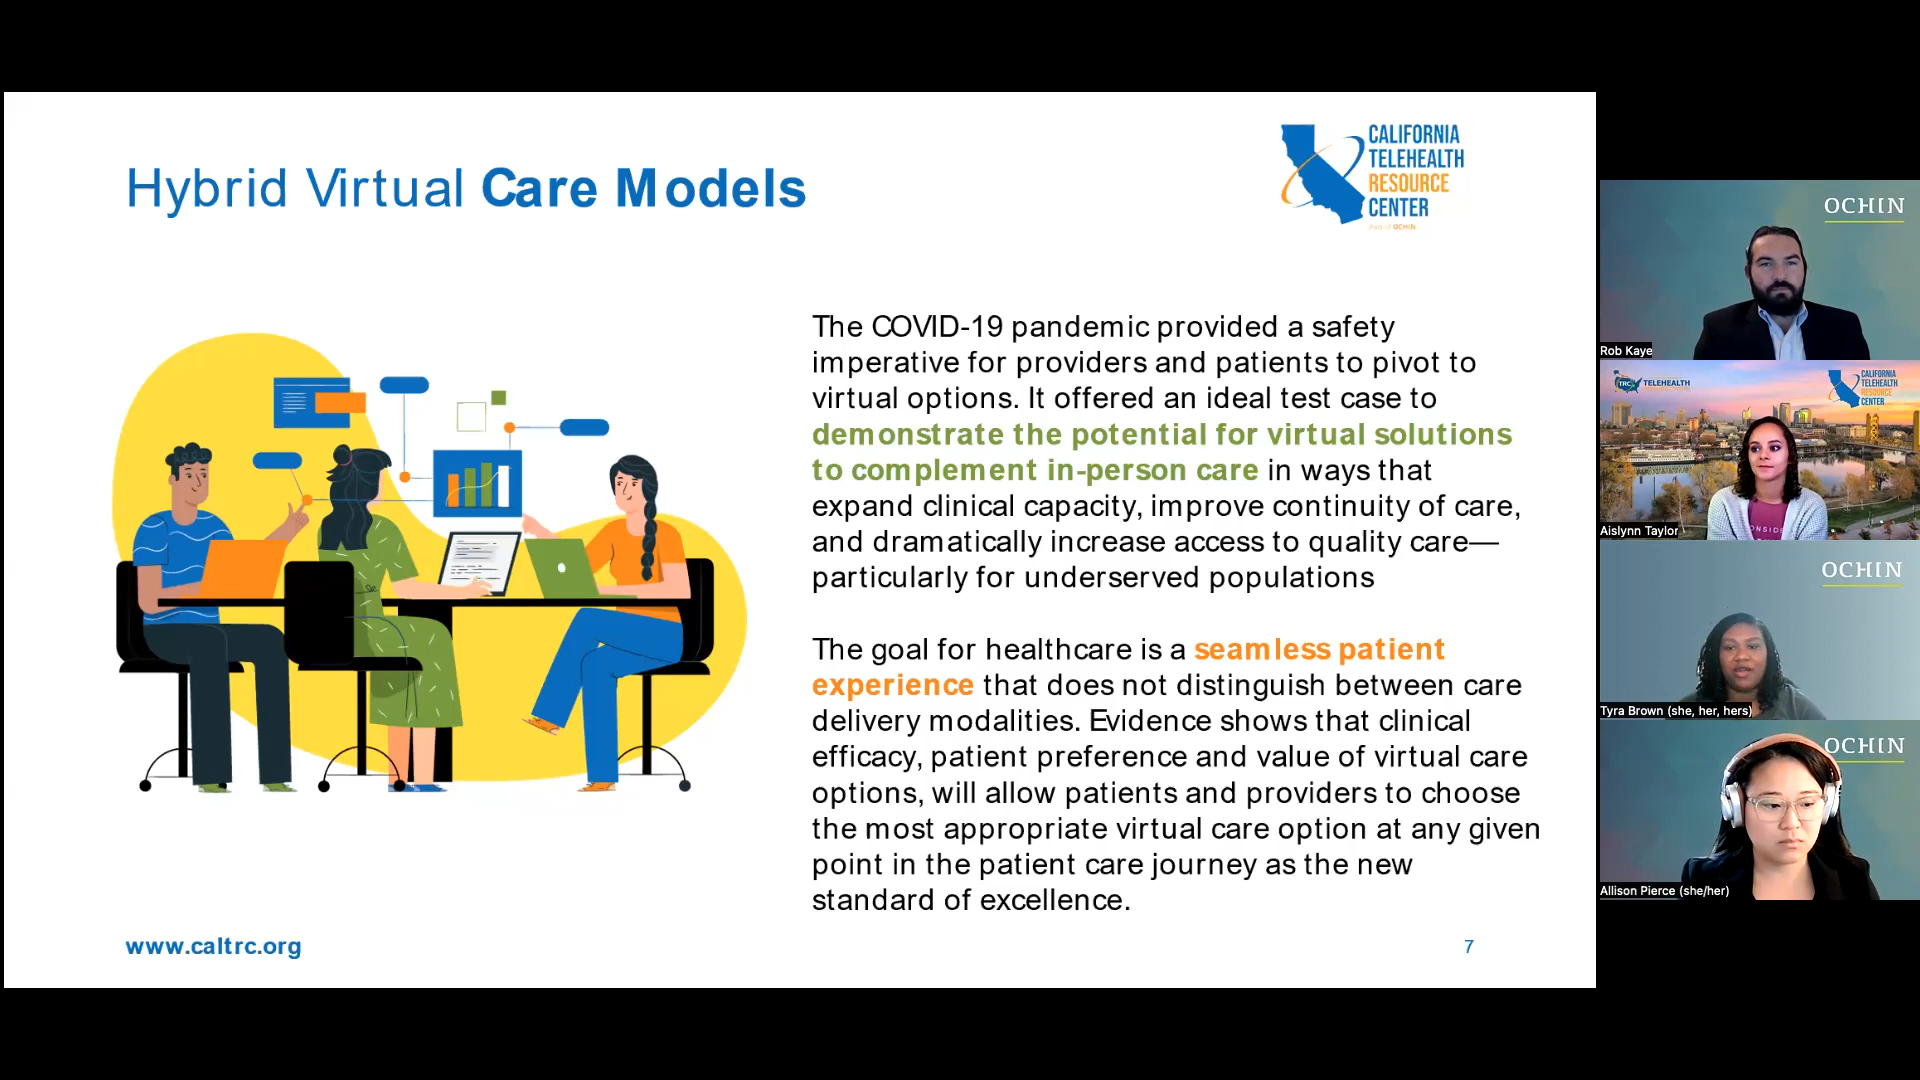 Hybrid Virtual Care Models
CALIFORNIA
TELEHEALTH
RESOURCE
CENTER
Part of OCHIN
The COVID-19 pandemic provided a safety
imperative for providers and patients to pivot to
virtual options. It offered an ideal test case to
demonstrate the potential for virtual solutions
to complement in-person care in ways that
expand clinical capacity, improve continuity of care,
and dramatically increase access to quality care—
particularly for underserved populations
The goal for healthcare is a seamless patient
experience that does not distinguish between care
delivery modalities. Evidence shows that clinical
efficacy, patient preference and value of virtual care
options, will allow patients and providers to choose
the most appropriate virtual care option at any given
point in the patient care journey as the new
standard of excellence.
www.caltrc.org
7
OCHIN
Rob Kaye
TRC TELEHEALTH
CALIFORNIA
TELEHEALTH
RESOURCE
CENTER
Aislynn Taylor
OCHIN
Tyra Brown (she, her, hers)
OCHIN
Allison Pierce (she/her)